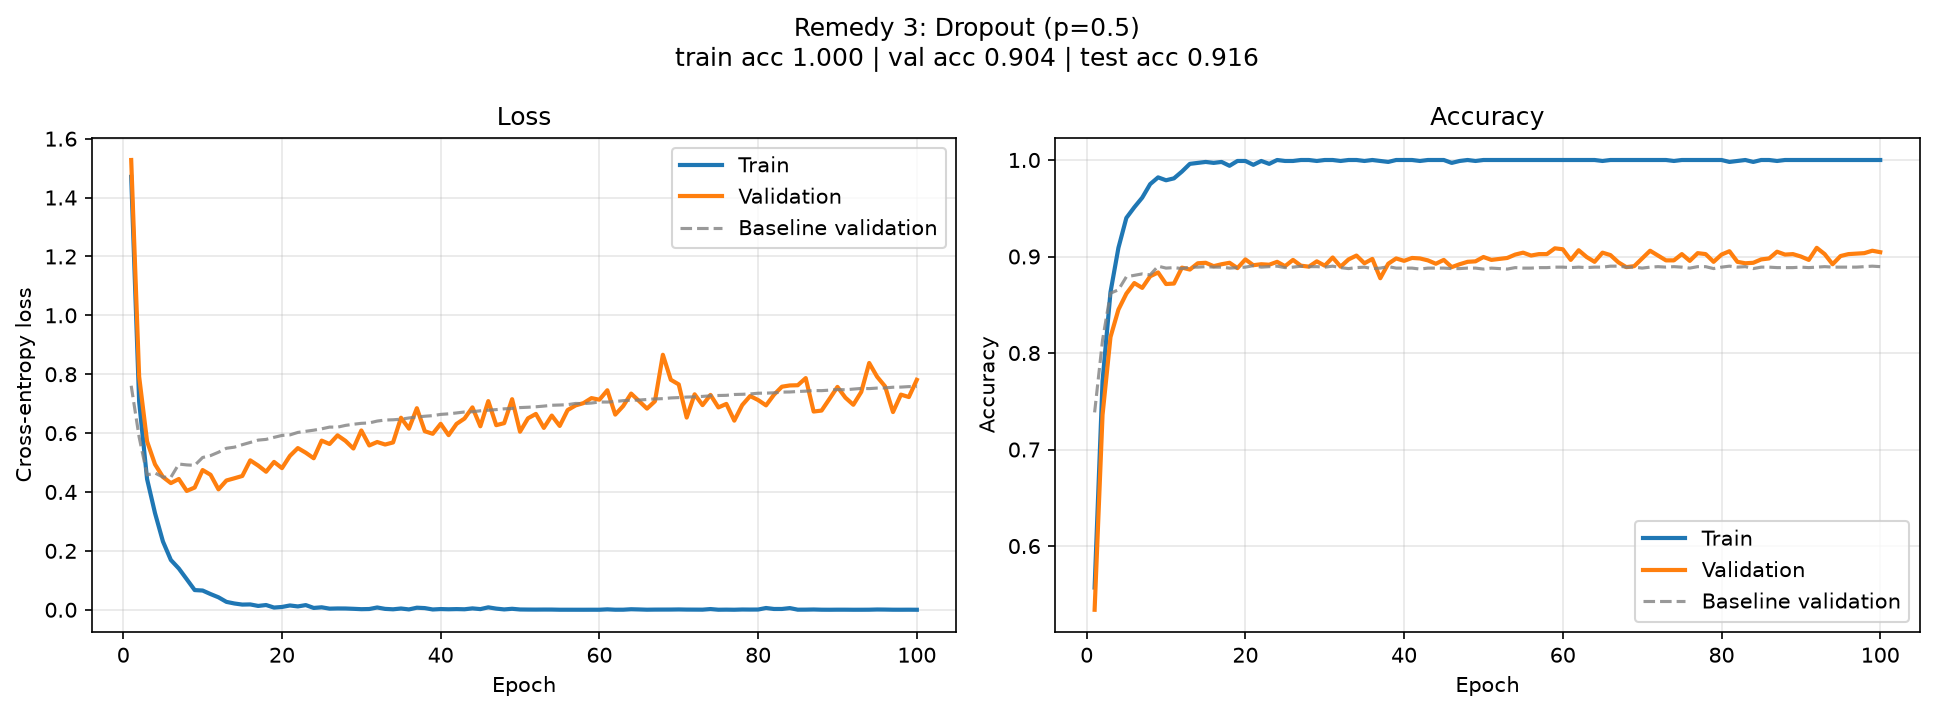 Remedy 3: Dropout (p=0.5)
train acc 1.000 | val acc 0.904 | test acc 0.916
Loss
1.6
1.4
1.2
1.0
0.8
0.6
0.4
0.2
0.0
Cross-entropy loss
Train
Validation
Baseline validation
0
20
40
60
80
100
Epoch
Accuracy
1.0
0.9
0.8
0.7
0.6
Accuracy
Train
Validation
Baseline validation
0
20
40
60
80
100
Epoch